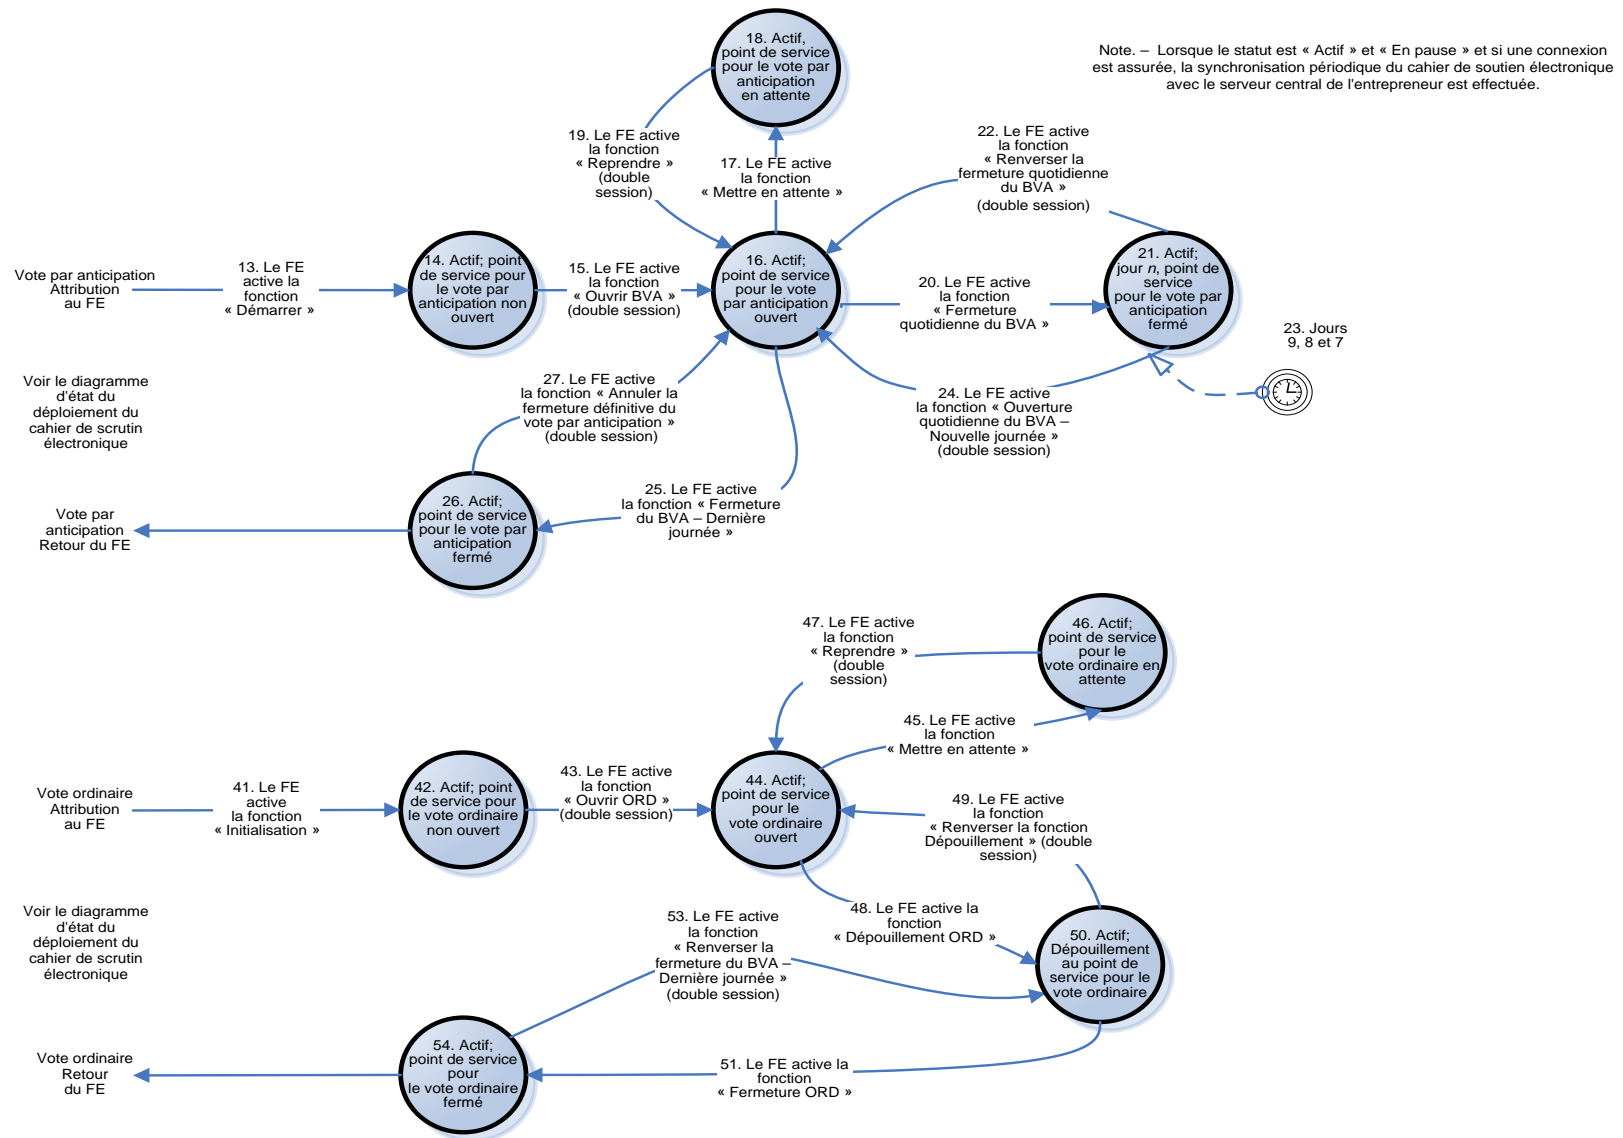 18. Actif,
point de service
pour le vote par
anticipation
en attente
Note. – Lorsque le statut est « Actif » et « En pause » et si une connexion
est assurée, la synchronisation périodique du cahier de soutien électronique
avec le serveur central de l'entrepreneur est effectuée.
19. Le FE active
la fonction
« Reprendre »
(double
session)
17. Le FE active
la fonction
« Mettre en attente »
22. Le FE active
la fonction
« Renverser la
fermeture quotidienne
du BVA »
(double session)
Vote par anticipation
Attribution
au FE
13. Le FE
active la
fonction
« Démarrer »
14. Actif; point
de service pour
le vote par
anticipation non
ouvert
15. Le FE active
la fonction
« Ouvrir BVA »
(double session)
16. Actif;
point de service
pour le vote
par anticipation
ouvert
20. Le FE active
la fonction
« Fermeture
quotidienne du BVA »
21. Actif;
jour n, point de
service
pour le vote par
anticipation
fermé
23. Jours
9, 8 et 7
Voir le diagramme
d'état du
déploiement du
cahier de scrutin
électronique
27. Le FE active
la fonction « Annuler la
fermeture définitive du
vote par anticipation »
(double session)
24. Le FE active
la fonction « Ouverture
quotidienne du BVA –
Nouvelle journée »
(double session)
Vote par
anticipation
Retour du FE
26. Actif;
point de service
pour le vote par
anticipation
fermé
25. Le FE active
la fonction « Fermeture
du BVA – Dernière
journée »
47. Le FE active
la fonction
« Reprendre »
(double
session)
46. Actif;
point de service
pour le
vote ordinaire en
attente
45. Le FE active
la fonction
« Mettre en attente »
Vote ordinaire
Attribution
au FE
41. Le FE
active
la fonction
« Initialisation »
42. Actif; point
de service pour
le vote ordinaire
non ouvert
43. Le FE active
la fonction
« Ouvrir ORD »
(double session)
44. Actif;
point de service
pour le
vote ordinaire
ouvert
49. Le FE active
la fonction
« Renverser la fonction
Dépouillement » (double
session)
Voir le diagramme
d'état du
déploiement du
cahier de scrutin
électronique
53. Le FE active
la fonction
« Renverser la
fermeture du BVA –
Dernière journée »
(double session)
48. Le FE active la
fonction
« Dépouillement ORD »
50. Actif;
Dépouillement
au point de
service pour le
vote ordinaire
Vote ordinaire
Retour
du FE
54. Actif;
point de service
pour
le vote ordinaire
fermé
51. Le FE active la
fonction
« Fermeture ORD »